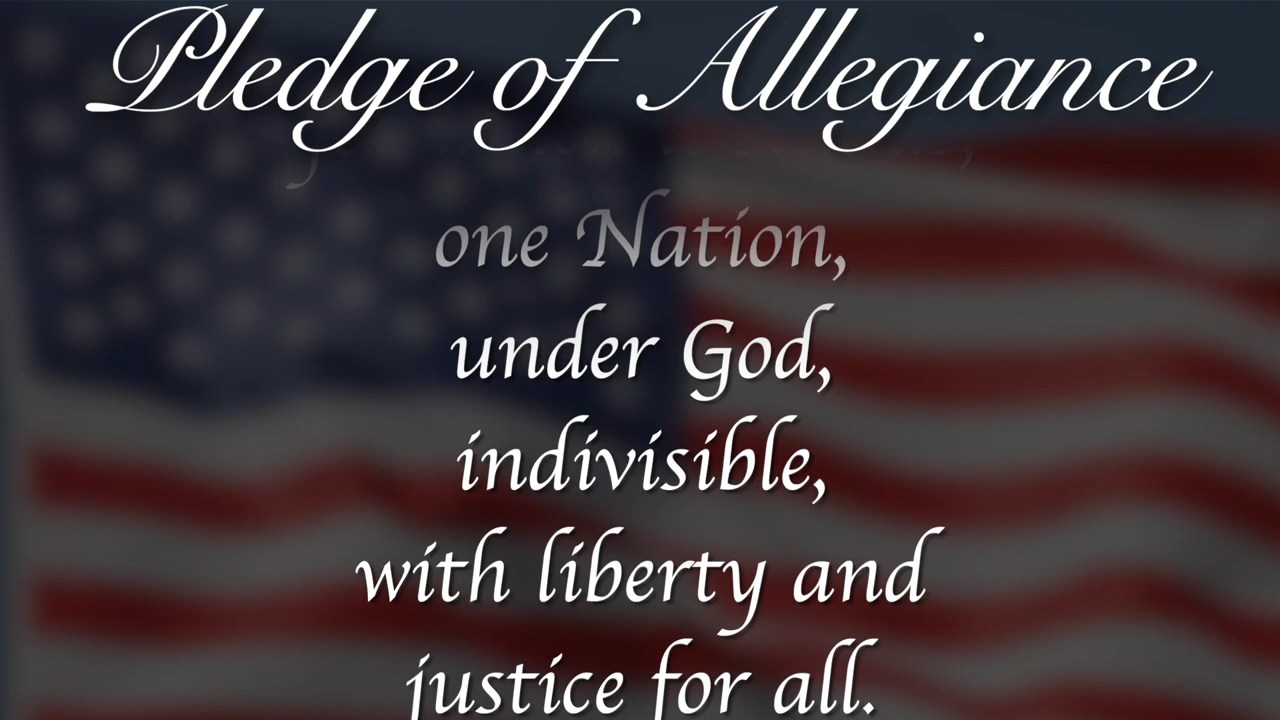 Pledge of Allegiance
one Nation,
under God,
indivisible,
with liberty and
justice for all.